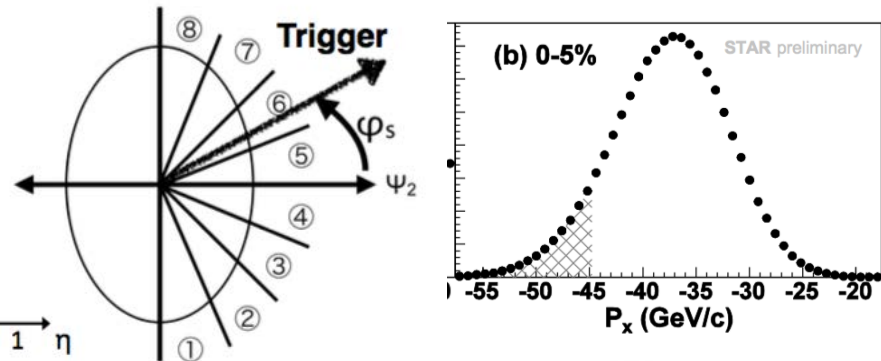 ⑧
⑦
Trigger
⑥
φs
⑤
Ψ2
④
③
②
①
1 η
(b) 0-5%
STAR preliminary
-55 -50 -45 -40 -35 -30 -25 -20
Px (GeV/c)